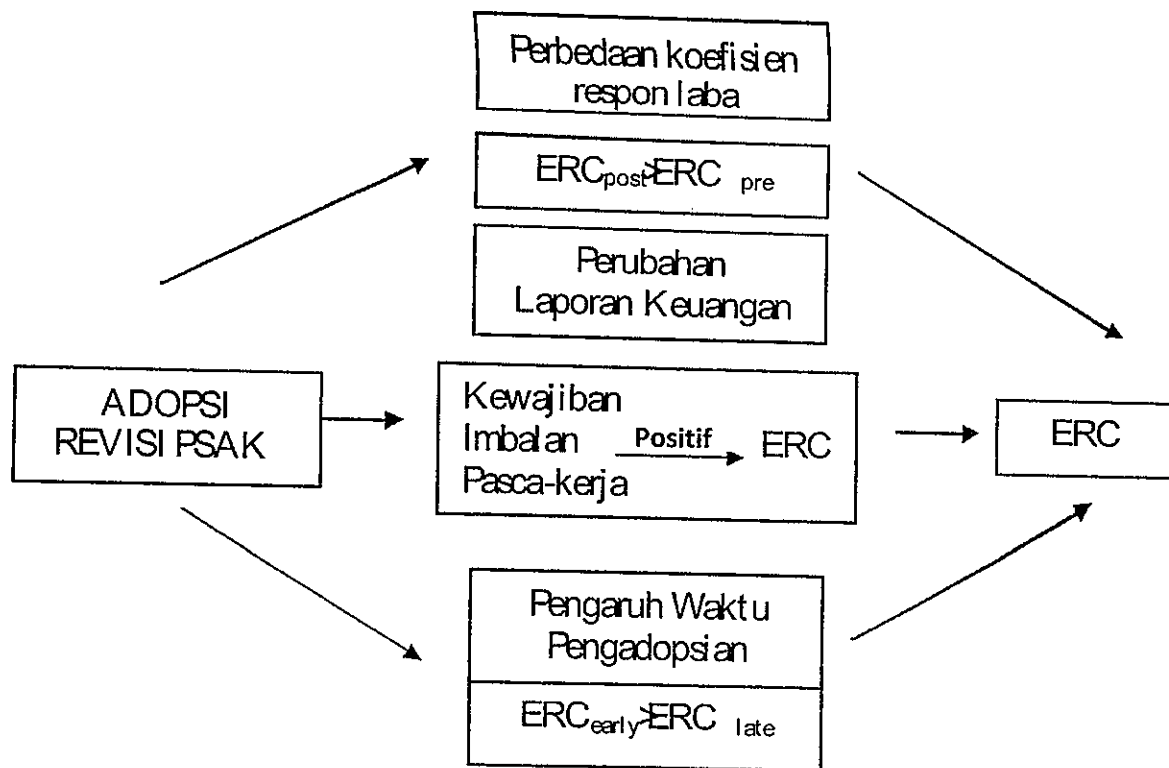 Perbedaan koefisien
respon laba
ERCpost>ERC pre
Perubahan
Laporan Keuangan
ADOPSI
REVISI PSAK
Kewajiban
Imbalan
Pasca-kerja
Positif
ERC
ERC
Pengaruh Waktu
Pengadopsian
ERCearly>ERC late